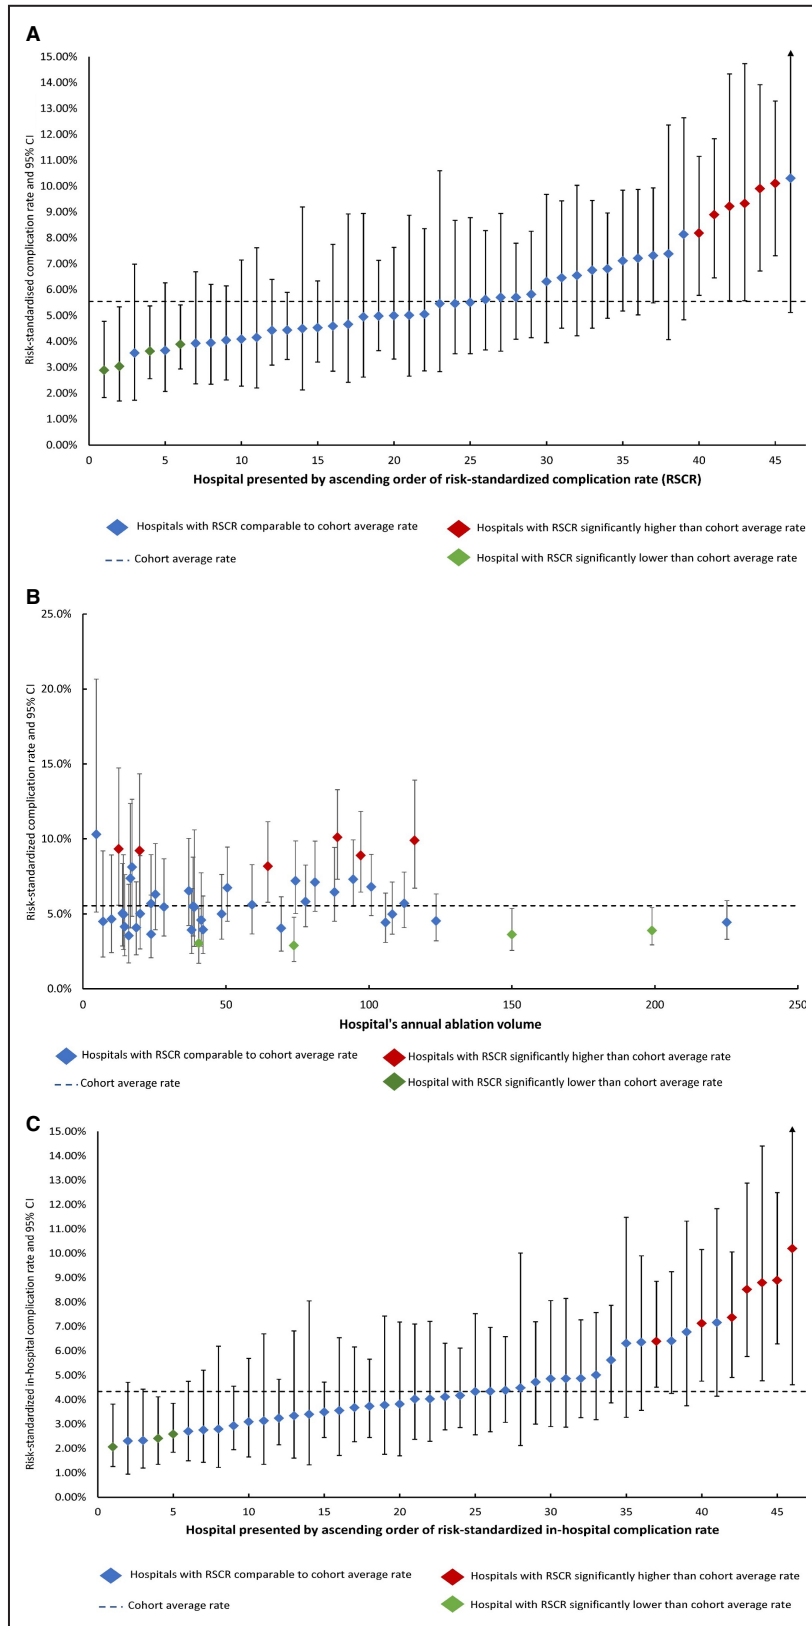 A
Risk-standardised complication rate and 95% CI
15.00%
14.00%
13.00%
12.00%
11.00%
10.00%
9.00%
8.00%
7.00%
6.00%
5.00%
4.00%
3.00%
2.00%
1.00%
0.00%
0 5 10 15 20 25 30 35 40 45
Hospital presented by ascending order of risk-standardized complication rate (RSCR)
Hospitals with RSCR comparable to cohort average rate
Hospitals with RSCR significantly higher than cohort average rate
Cohort average rate
Hospital with RSCR significantly lower than cohort average rate
B
Risk-standardized complication rate and 95% CI
25.0%
20.0%
15.0%
10.0%
5.0%
0.0%
0 50 100 150 200 250
Hospital's annual ablation volume
Hospitals with RSCR comparable to cohort average rate
Hospitals with RSCR significantly higher than cohort average rate
Cohort average rate
Hospital with RSCR significantly lower than cohort average rate
C
Risk-standardized in-hospital complication rate and 95% CI
15.00%
14.00%
13.00%
12.00%
11.00%
10.00%
9.00%
8.00%
7.00%
6.00%
5.00%
4.00%
3.00%
2.00%
1.00%
0.00%
0 5 10 15 20 25 30 35 40 45
Hospital presented by ascending order of risk-standardized in-hospital complication rate
Hospitals with RSCR comparable to cohort average rate
Hospitals with RSCR significantly higher than cohort average rate
Cohort average rate
Hospital with RSCR significantly lower than cohort average rate